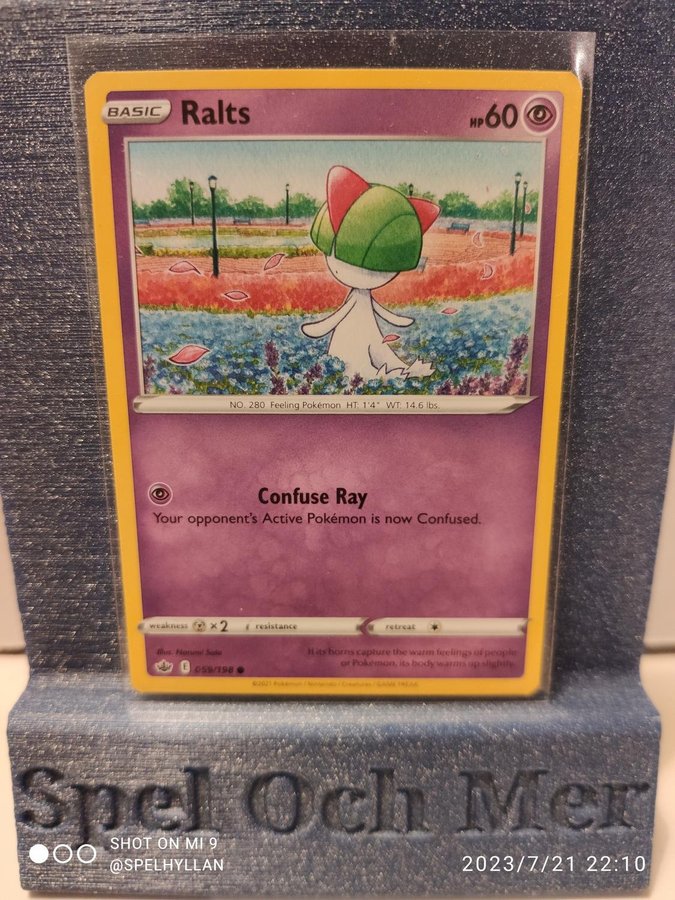 BASIC Ralts HP60
NO. 280 Feeling Pokémon HT: 1'4" WT: 14.6 lbs.
Confuse Ray
Your opponent's Active Pokémon is now Confused.
weakness ×2 resistance retreat
Illus. Narumi Sato
It its horns capture the warm feelings of people
or Pokémon, its body warms up slightly.
E 059/198
©2021 Pokémon / Nintendo / Creatures / GAME FREAK
Spel Och Mer
SHOT ON MI 9
@SPELHYLLAN
2023/7/21 22:10